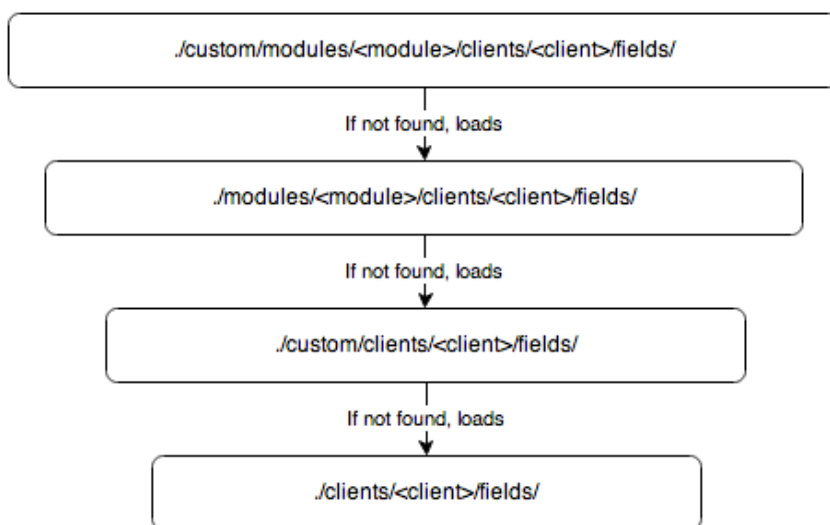 ./custom/modules/<module>/clients/<client>/fields/
If not found, loads
./modules/<module>/clients/<client>/fields/
If not found, loads
./custom/clients/<client>/fields/
If not found, loads
./clients/<client>/fields/